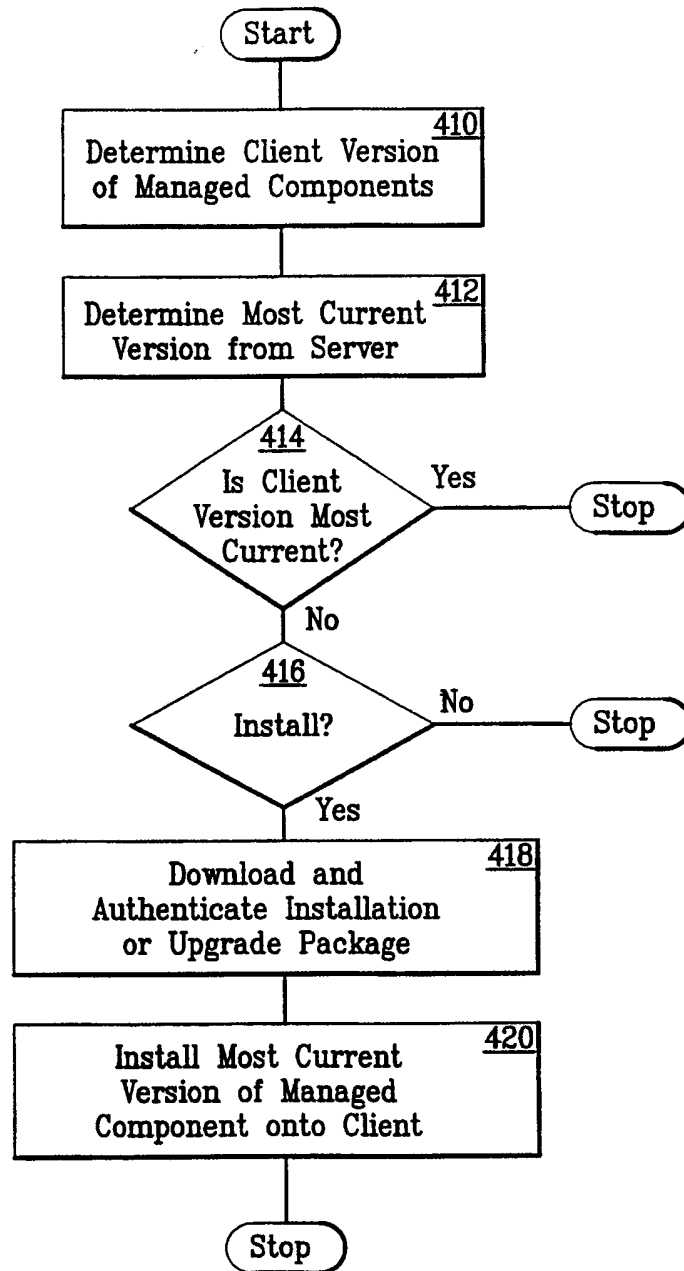 Start
410
Determine Client Version
of Managed Components
412
Determine Most Current
Version from Server
414
Is Client
Version Most
Current?
Yes
Stop
No
416
Install?
No
Stop
Yes
418
Download and
Authenticate Installation
or Upgrade Package
420
Install Most Current
Version of Managed
Component onto Client
Stop